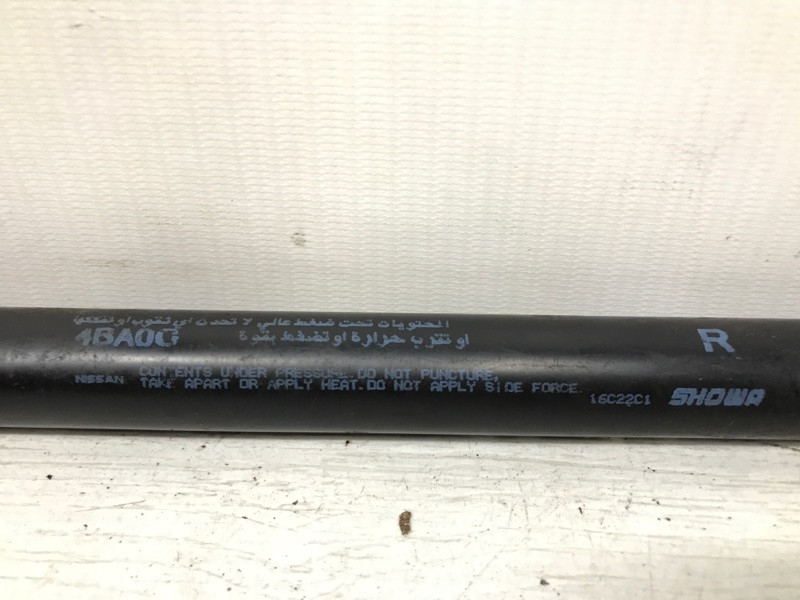 المحتويات تحت ضغط عالي لا تحدث اي ثقوب او تفككها
او تقرب حرارة او تضغط بقوة
4BA0G
R
CONTENTS UNDER PRESSURE. DO NOT PUNCTURE,
NISSAN TAKE APART OR APPLY HEAT. DO NOT APPLY SIDE FORCE.
16C22C1 SHOWA